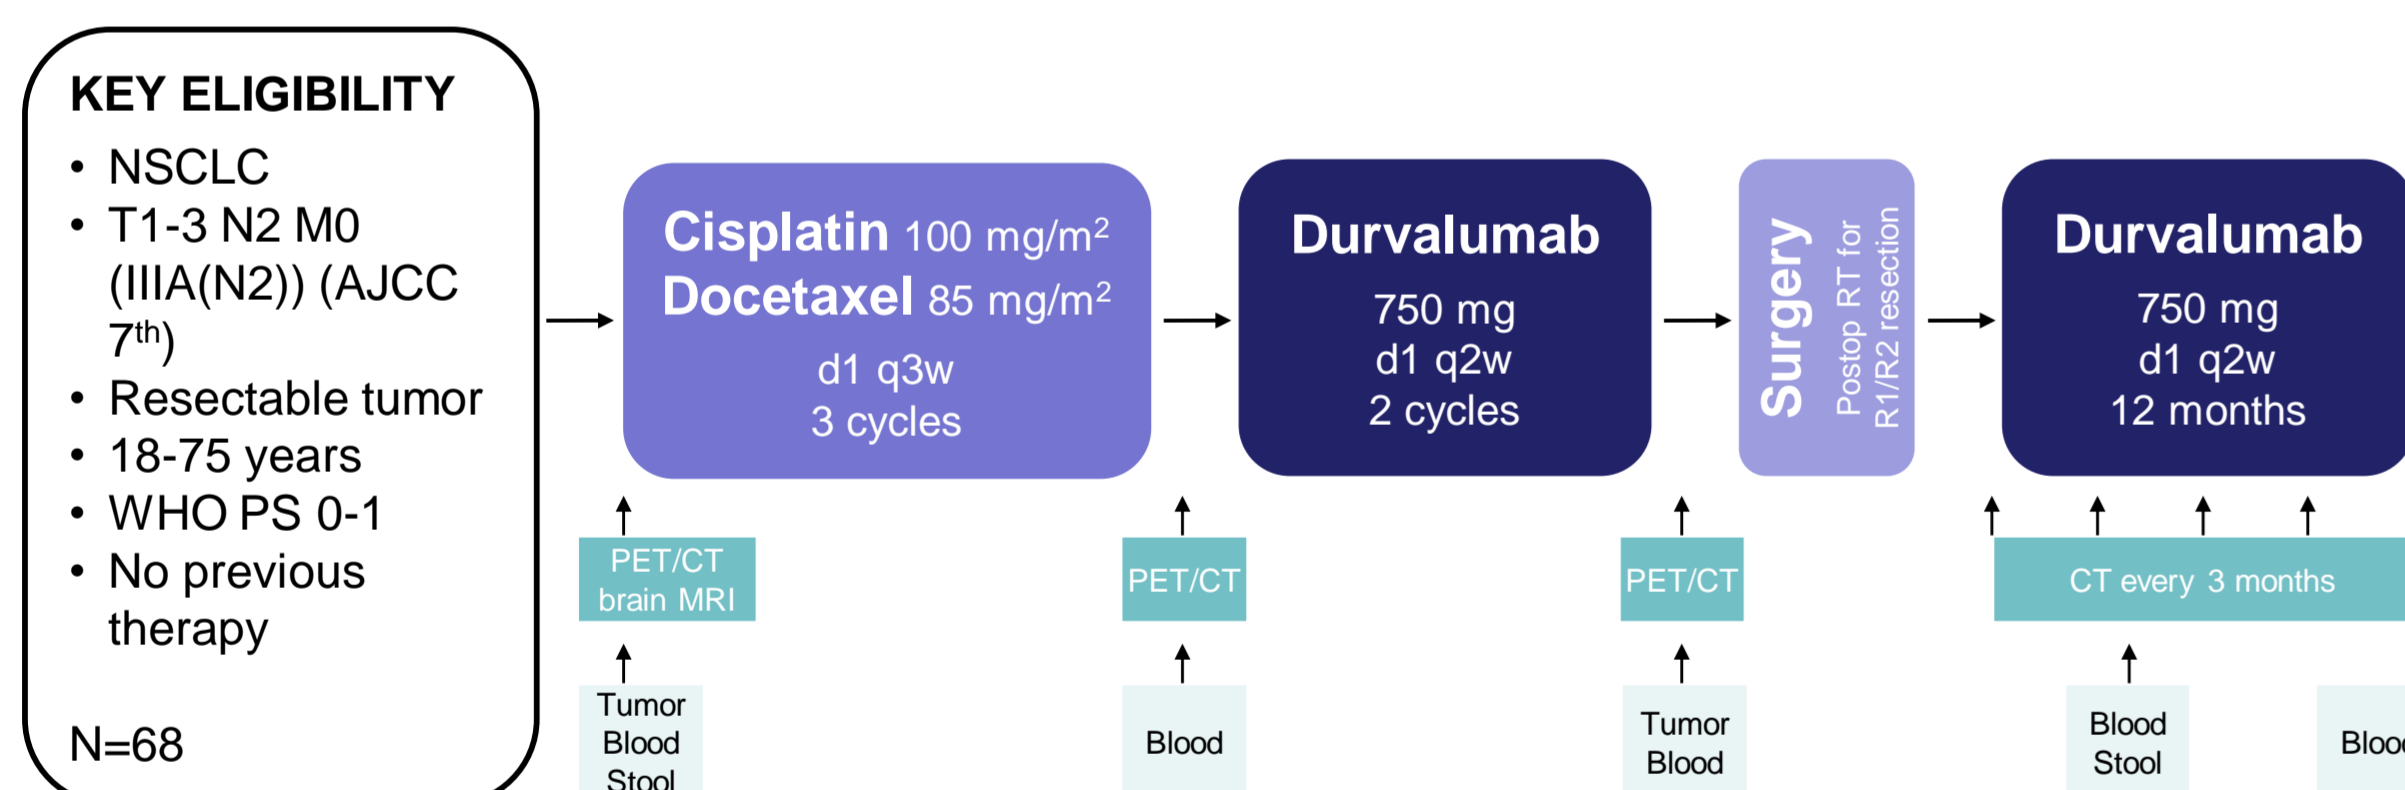 KEY ELIGIBILITY
• NSCLC
• T1-3 N2 M0
(IIIA(N2)) (AJCC
7th)
• Resectable tumor
• 18-75 years
• WHO PS 0-1
• No previous
therapy
N=68
Cisplatin 100 mg/m²
Docetaxel 85 mg/m²
d1 q3w
3 cycles
Durvalumab
750 mg
d1 q2w
2 cycles
Surgery
Postop RT for
R1/R2 resection
Durvalumab
750 mg
d1 q2w
12 months
PET/CT
brain MRI
PET/CT
PET/CT
CT every 3 months
Tumor
Blood
Stool
Blood
Tumor
Blood
Blood
Stool
Blood